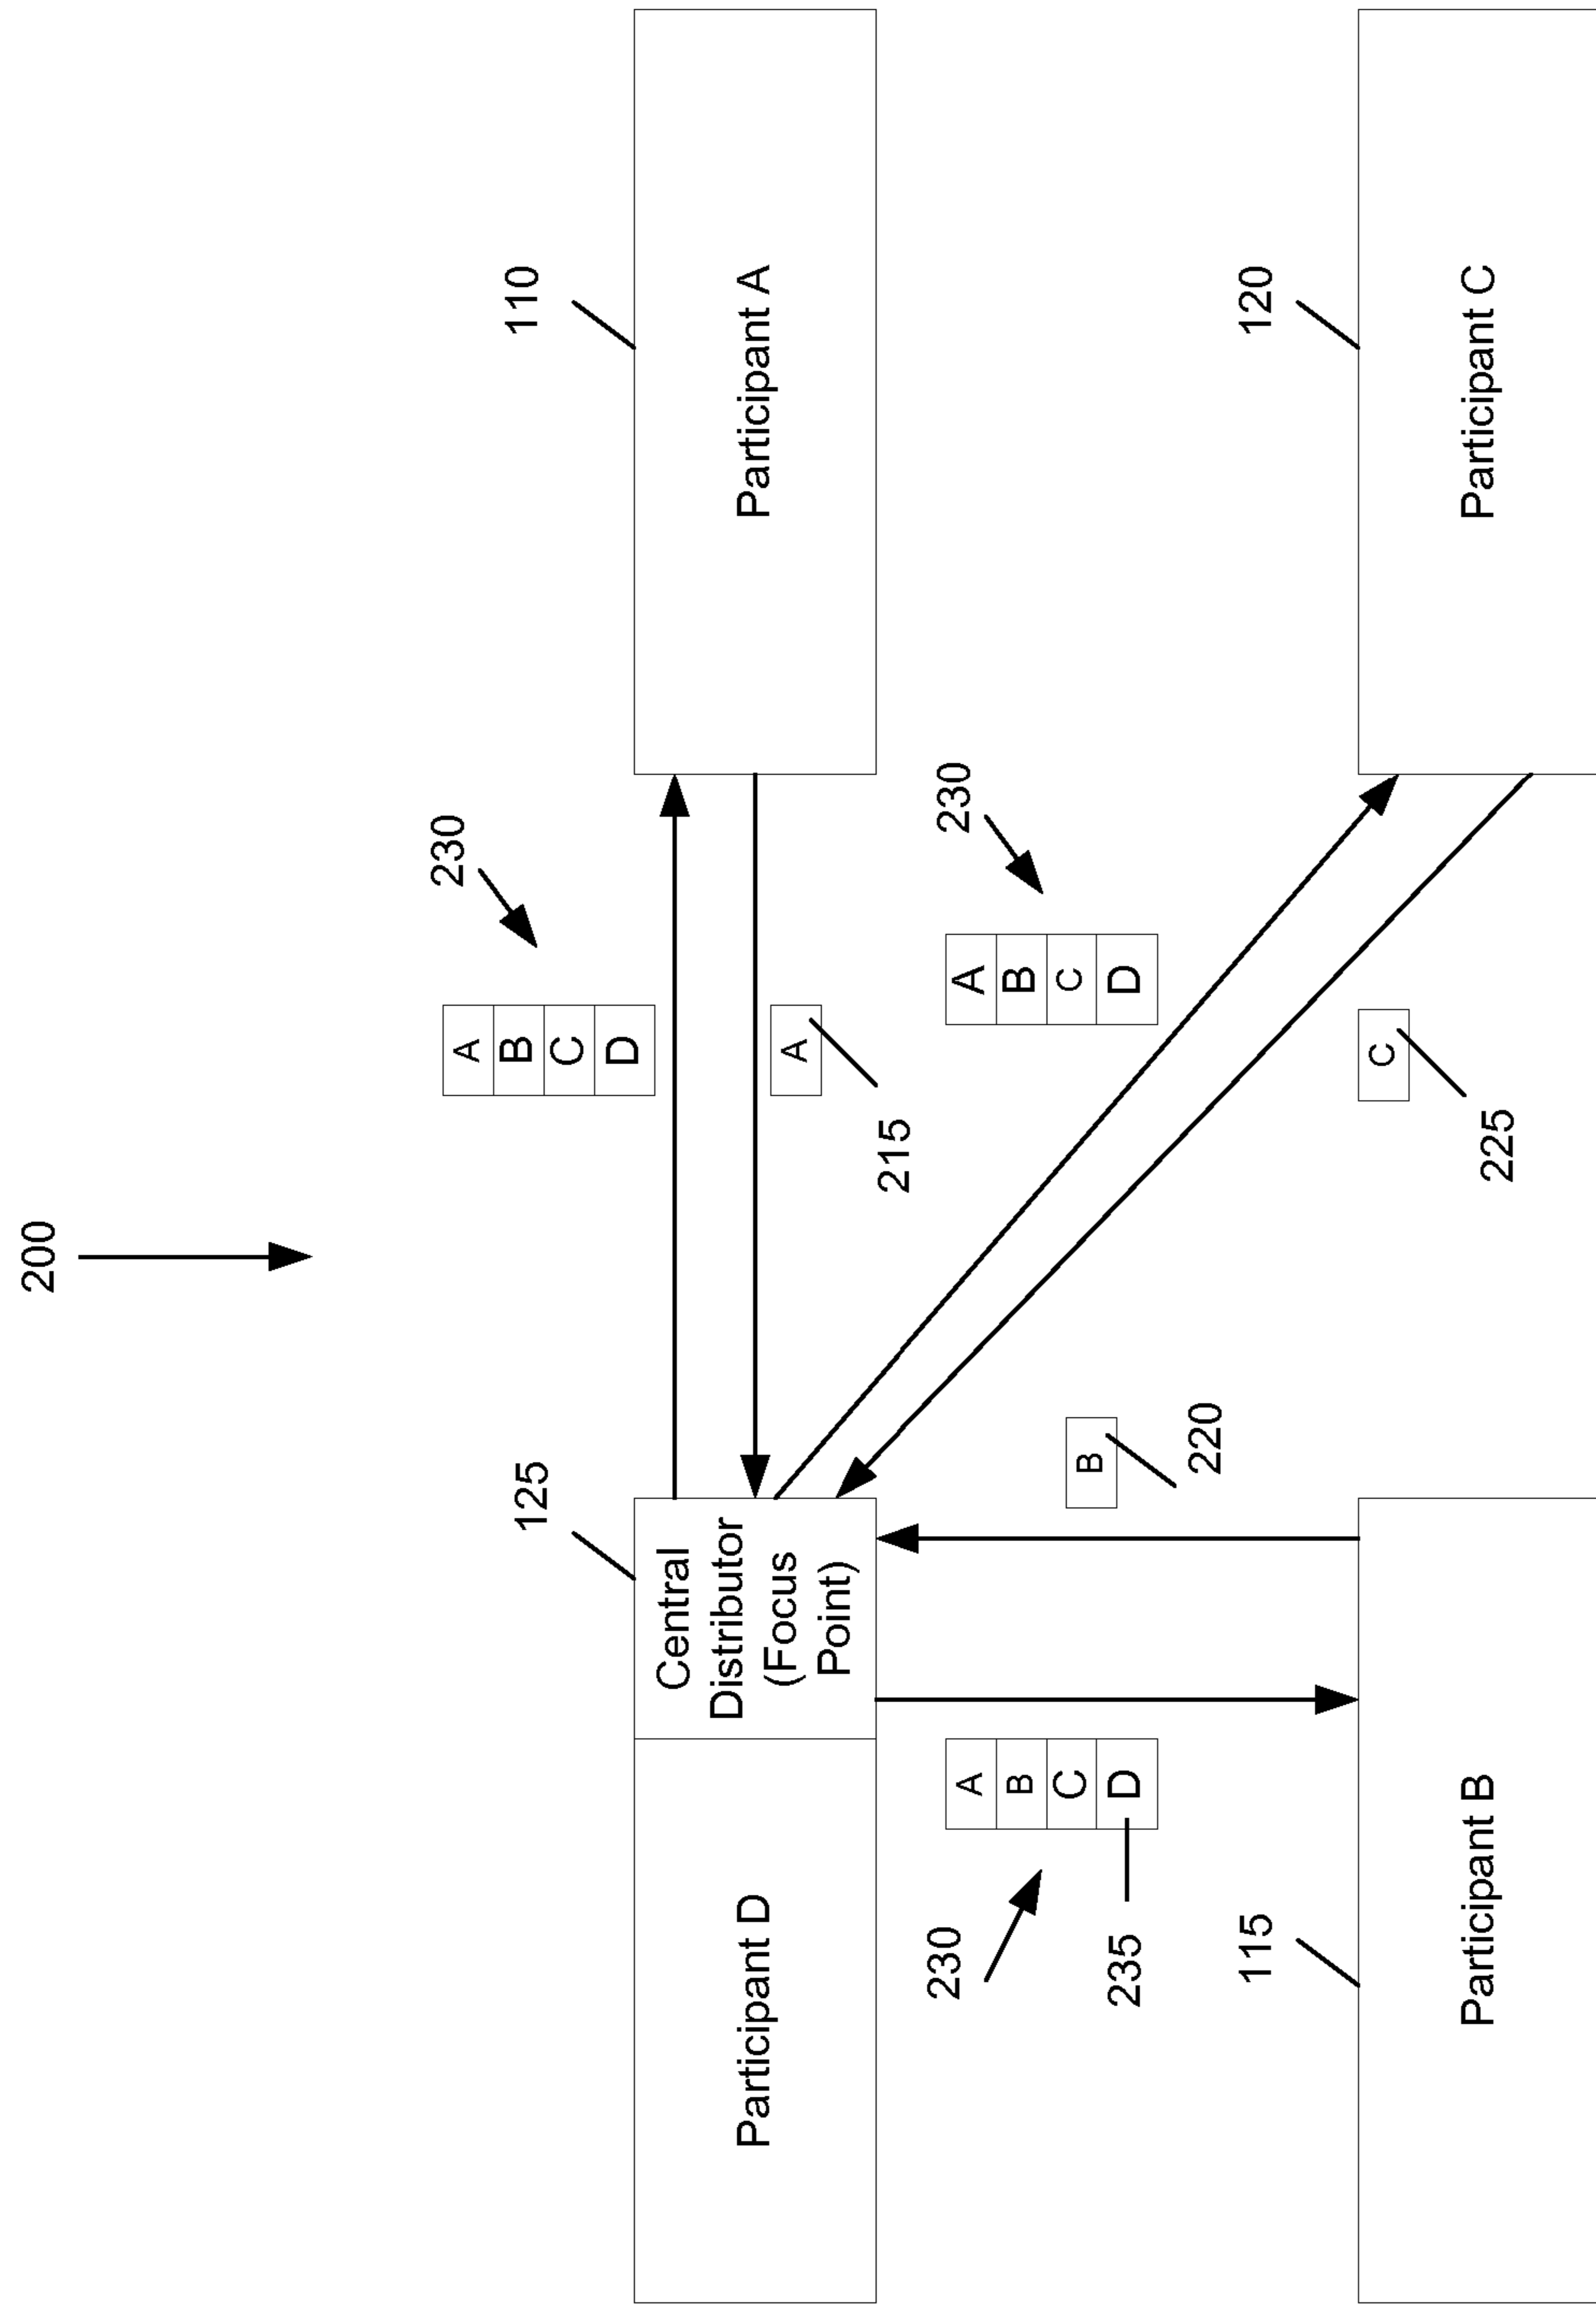 200
230
A
B
C
D
125
110
Participant D
Central
Distributor
(Focus
Point)
Participant A
A
215
230
A
B
C
D
235
230
A
B
C
D
B
220
C
225
115
120
Participant B
Participant C